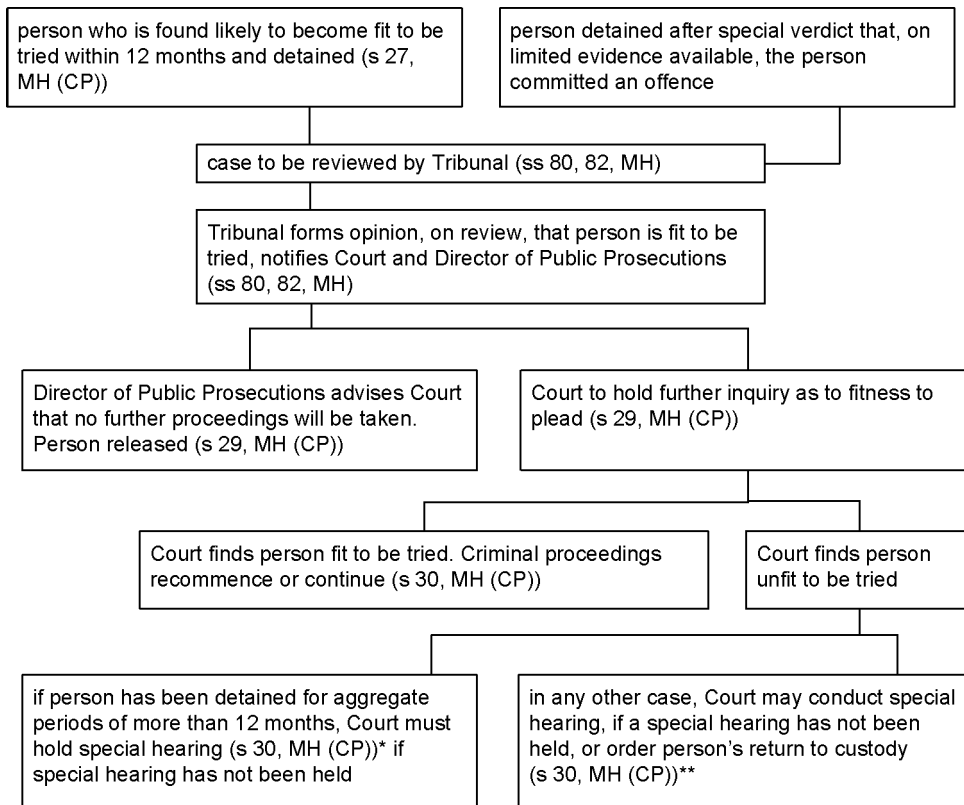 person who is found likely to become fit to be
tried within 12 months and detained (s 27,
MH (CP))
person detained after special verdict that, on
limited evidence available, the person
committed an offence
case to be reviewed by Tribunal (ss 80, 82, MH)
Tribunal forms opinion, on review, that person is fit to be
tried, notifies Court and Director of Public Prosecutions
(ss 80, 82, MH)
Director of Public Prosecutions advises Court
that no further proceedings will be taken.
Person released (s 29, MH (CP))
Court to hold further inquiry as to fitness to
plead (s 29, MH (CP))
Court finds person fit to be tried. Criminal proceedings
recommence or continue (s 30, MH (CP))
Court finds person
unfit to be tried
if person has been detained for aggregate
periods of more than 12 months, Court must
hold special hearing (s 30, MH (CP))* if
special hearing has not been held
in any other case, Court may conduct special
hearing, if a special hearing has not been
held, or order person's return to custody
(s 30, MH (CP))**